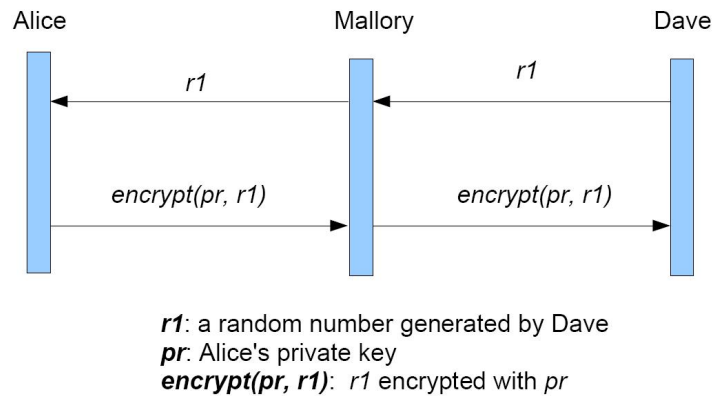 Alice Mallory Dave
r1 r1
encrypt(pr, r1) encrypt(pr, r1)
r1: a random number generated by Dave
pr: Alice's private key
encrypt(pr, r1): r1 encrypted with pr